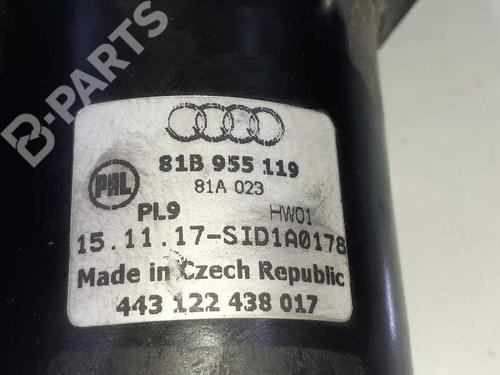 B-PARTS
81B 955 119
PAL
81A 023
PL9 HW01
15.11.17-SID1A0178
Made in Czech Republic
443 122 438 017